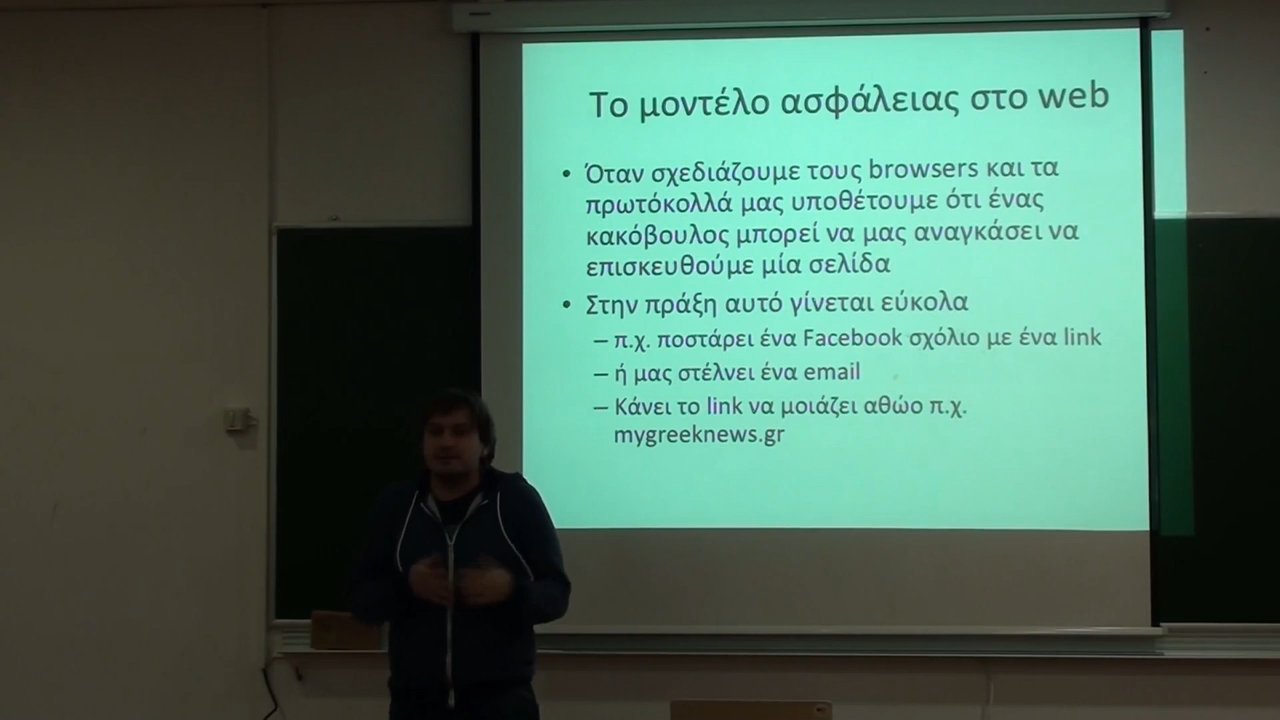 Το μοντέλο ασφάλειας στο web
• Όταν σχεδιάζουμε τους browsers και τα
πρωτόκολλά μας υποθέτουμε ότι ένας
κακόβουλος μπορεί να μας αναγκάσει να
επισκευθούμε μία σελίδα
• Στην πράξη αυτό γίνεται εύκολα
– π.χ. ποστάρει ένα Facebook σχόλιο με ένα link
– ή μας στέλνει ένα email
– Κάνει το link να μοιάζει αθώο π.χ.
mygreeknews.gr